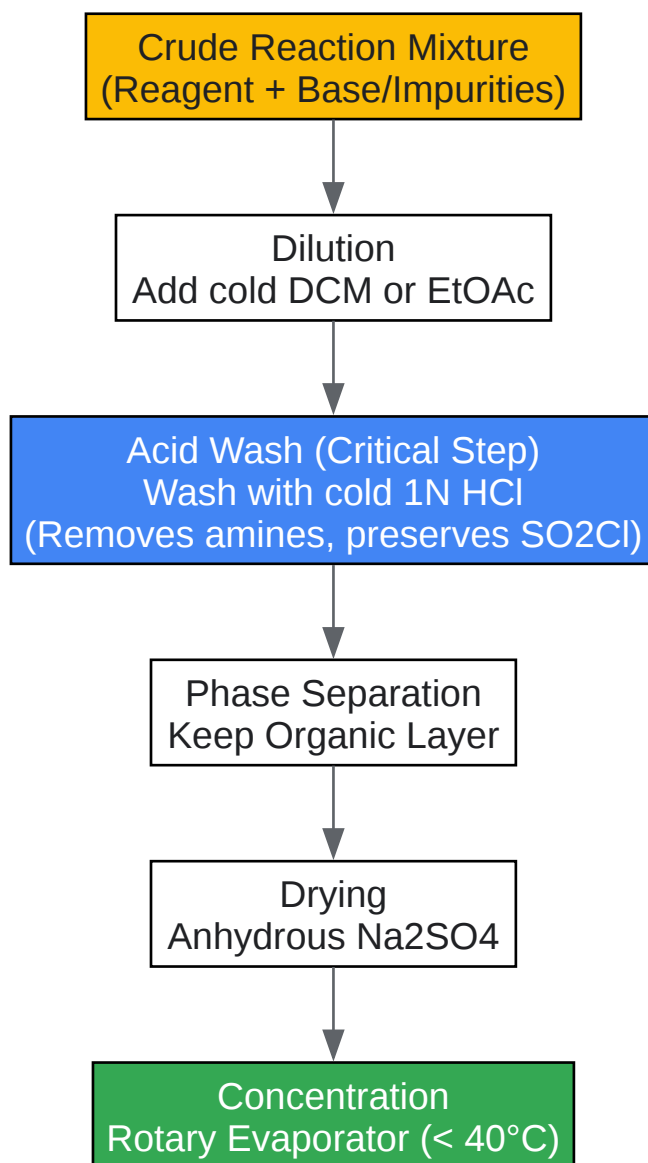 Crude Reaction Mixture
(Reagent + Base/Impurities)
Dilution
Add cold DCM or EtOAc
Acid Wash (Critical Step)
Wash with cold 1N HCl
(Removes amines, preserves SO2Cl)
Phase Separation
Keep Organic Layer
Drying
Anhydrous Na2SO4
Concentration
Rotary Evaporator (< 40°C)